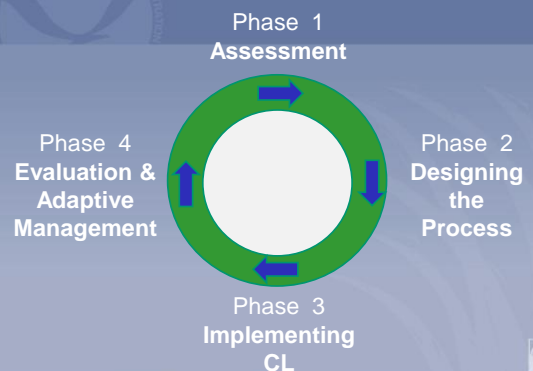 Phase 1
Assessment
Phase 2
Designing
the
Process
Phase 3
Implementing
CL
Phase 4
Evaluation &
Adaptive
Management